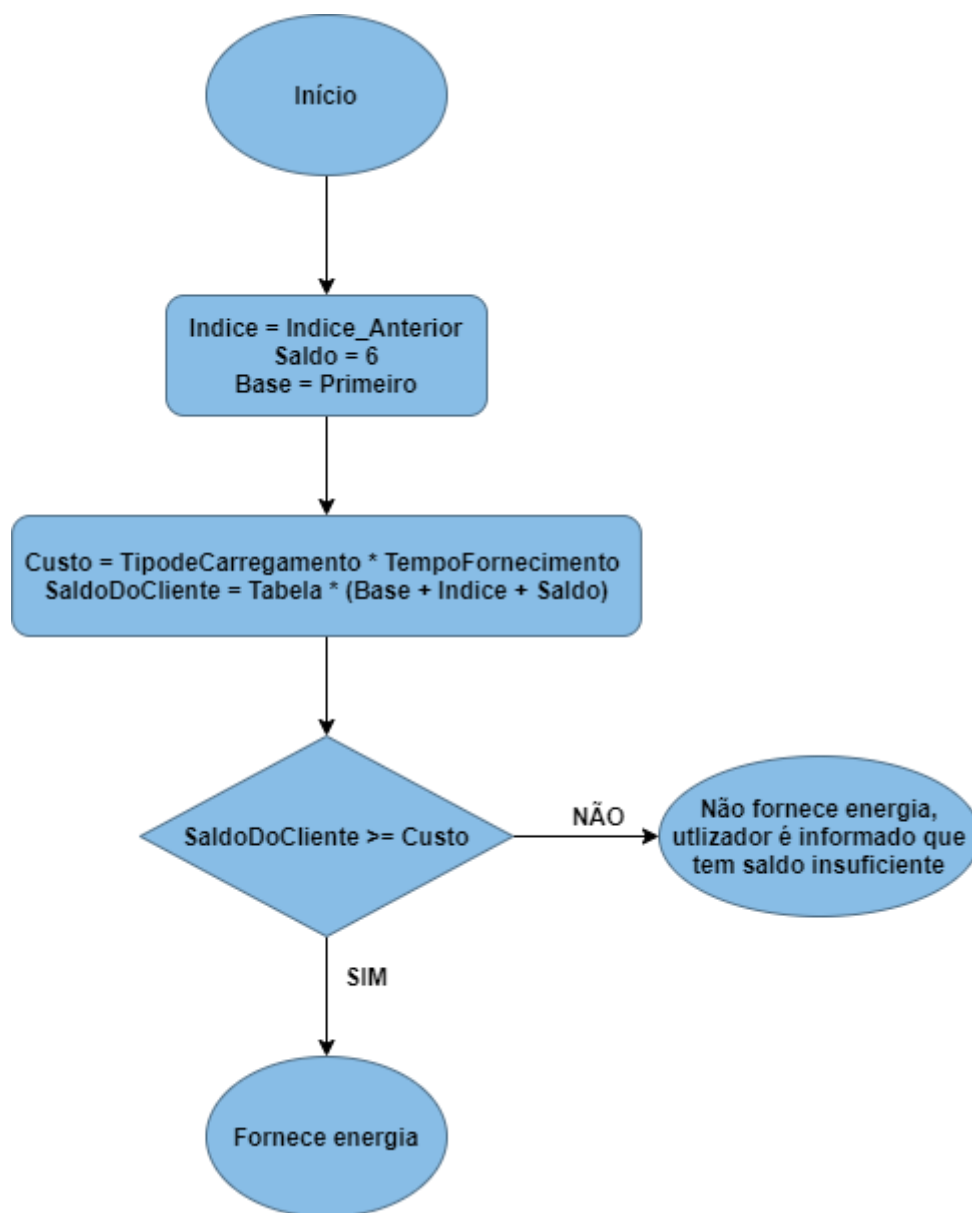 Início
Indice = Indice_Anterior
Saldo = 6
Base = Primeiro
Custo = TipodeCarregamento * TempoFornecimento
SaldoDoCliente = Tabela * (Base + Indice + Saldo)
SaldoDoCliente >= Custo
NÃO
Não fornece energia,
utlizador é informado que
tem saldo insuficiente
SIM
Fornece energia